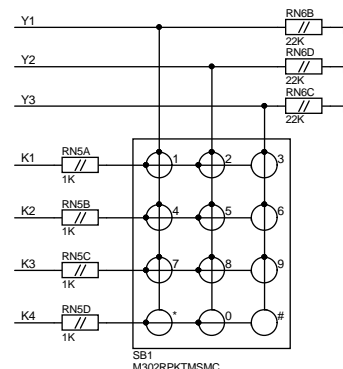 RN6B
Y1
22K
RN6D
Y2
22K
RN6C
Y3
22K
RN5A
K1
1K
1 2 3
RN5B
K2
1K
4 5 6
RN5C
K3
1K
7 8 9
RN5D
K4
1K
* 0 #
SB1
M302RPKTMSMC